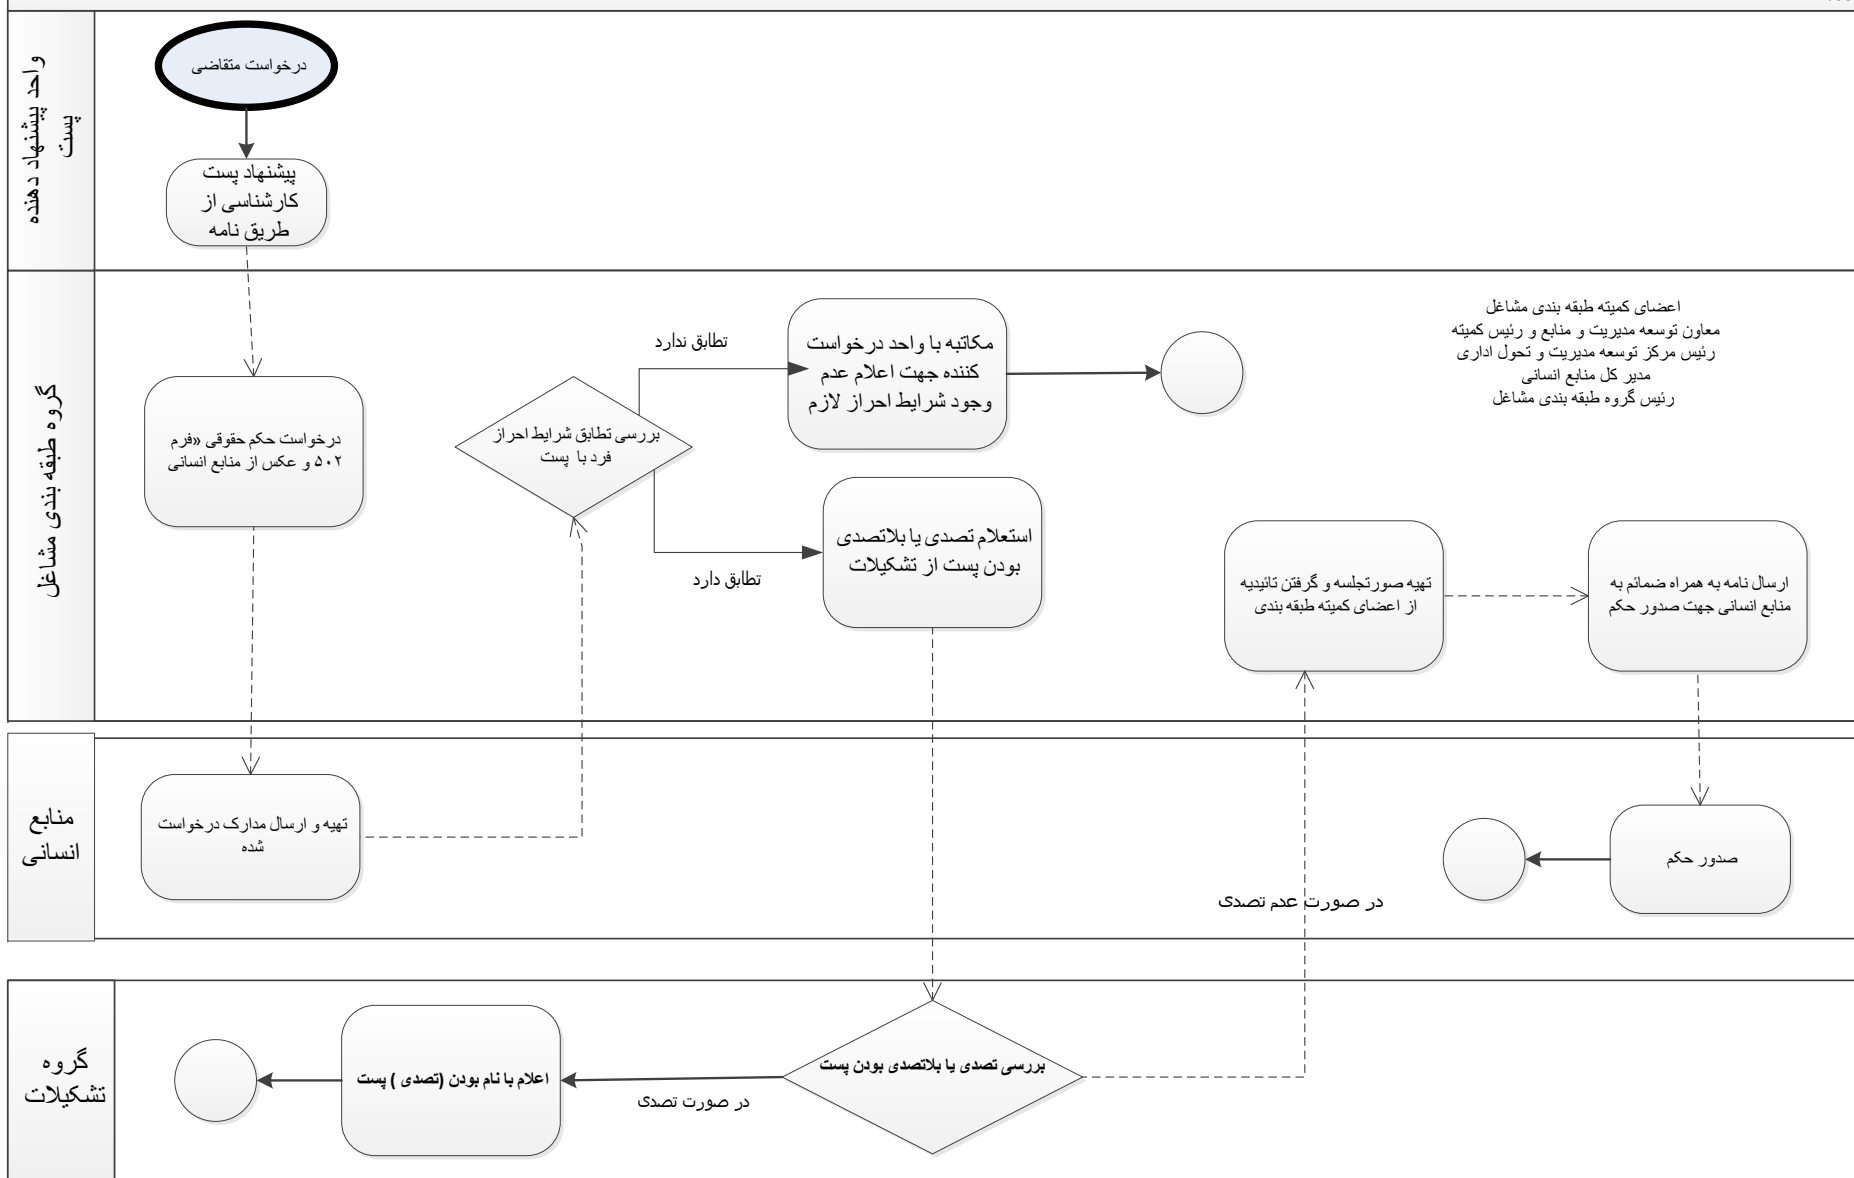 واحد پیشنهاد دهنده
پست
درخواست متقاضی
پیشنهاد پست
کارشناسی از
طریق نامه
گروه طبقه بندی مشاغل
درخواست حکم حقوقی «فرم
۵۰۲ و عکس از منابع انسانی
بررسی تطابق شرایط احراز
فرد با پست
تطابق ندارد
مکاتبه با واحد درخواست
کننده جهت اعلام عدم
وجود شرایط احراز لازم
تطابق دارد
استعلام تصدی یا بلاتصدی
بودن پست از تشکیلات
اعضای کمیته طبقه بندی مشاغل
معاون توسعه مدیریت و منابع و رئیس کمیته
رئیس مرکز توسعه مدیریت و تحول اداری
مدیر کل منابع انسانی
رئیس گروه طبقه بندی مشاغل
تهیه صورتجلسه و گرفتن تائیدیه
از اعضای کمیته طبقه بندی
ارسال نامه به همراه ضمائم به
منابع انسانی جهت صدور حکم
منابع
انسانی
تهیه و ارسال مدارک درخواست
شده
صدور حکم
در صورت عدم تصدی
گروه
تشکیلات
بررسی تصدی یا بلاتصدی بودن پست
در صورت تصدی
اعلام با نام بودن (تصدی ) پست